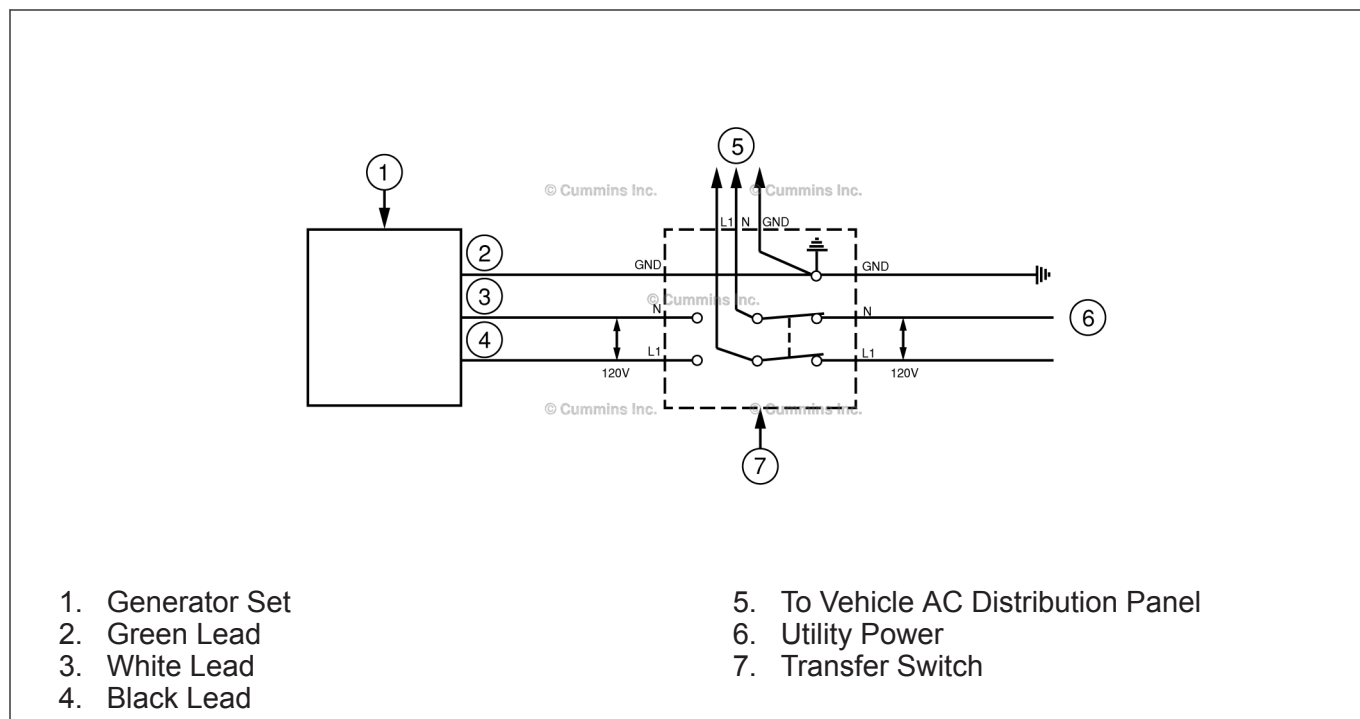 5
1
© Cummins Inc.
© Cummins Inc.
L1 N GND
2
GND
GND
3
© Cummins Inc.
N
N
6
4
L1
L1
120V
120V
© Cummins Inc.
© Cummins Inc.
7
1. Generator Set
2. Green Lead
3. White Lead
4. Black Lead
5. To Vehicle AC Distribution Panel
6. Utility Power
7. Transfer Switch